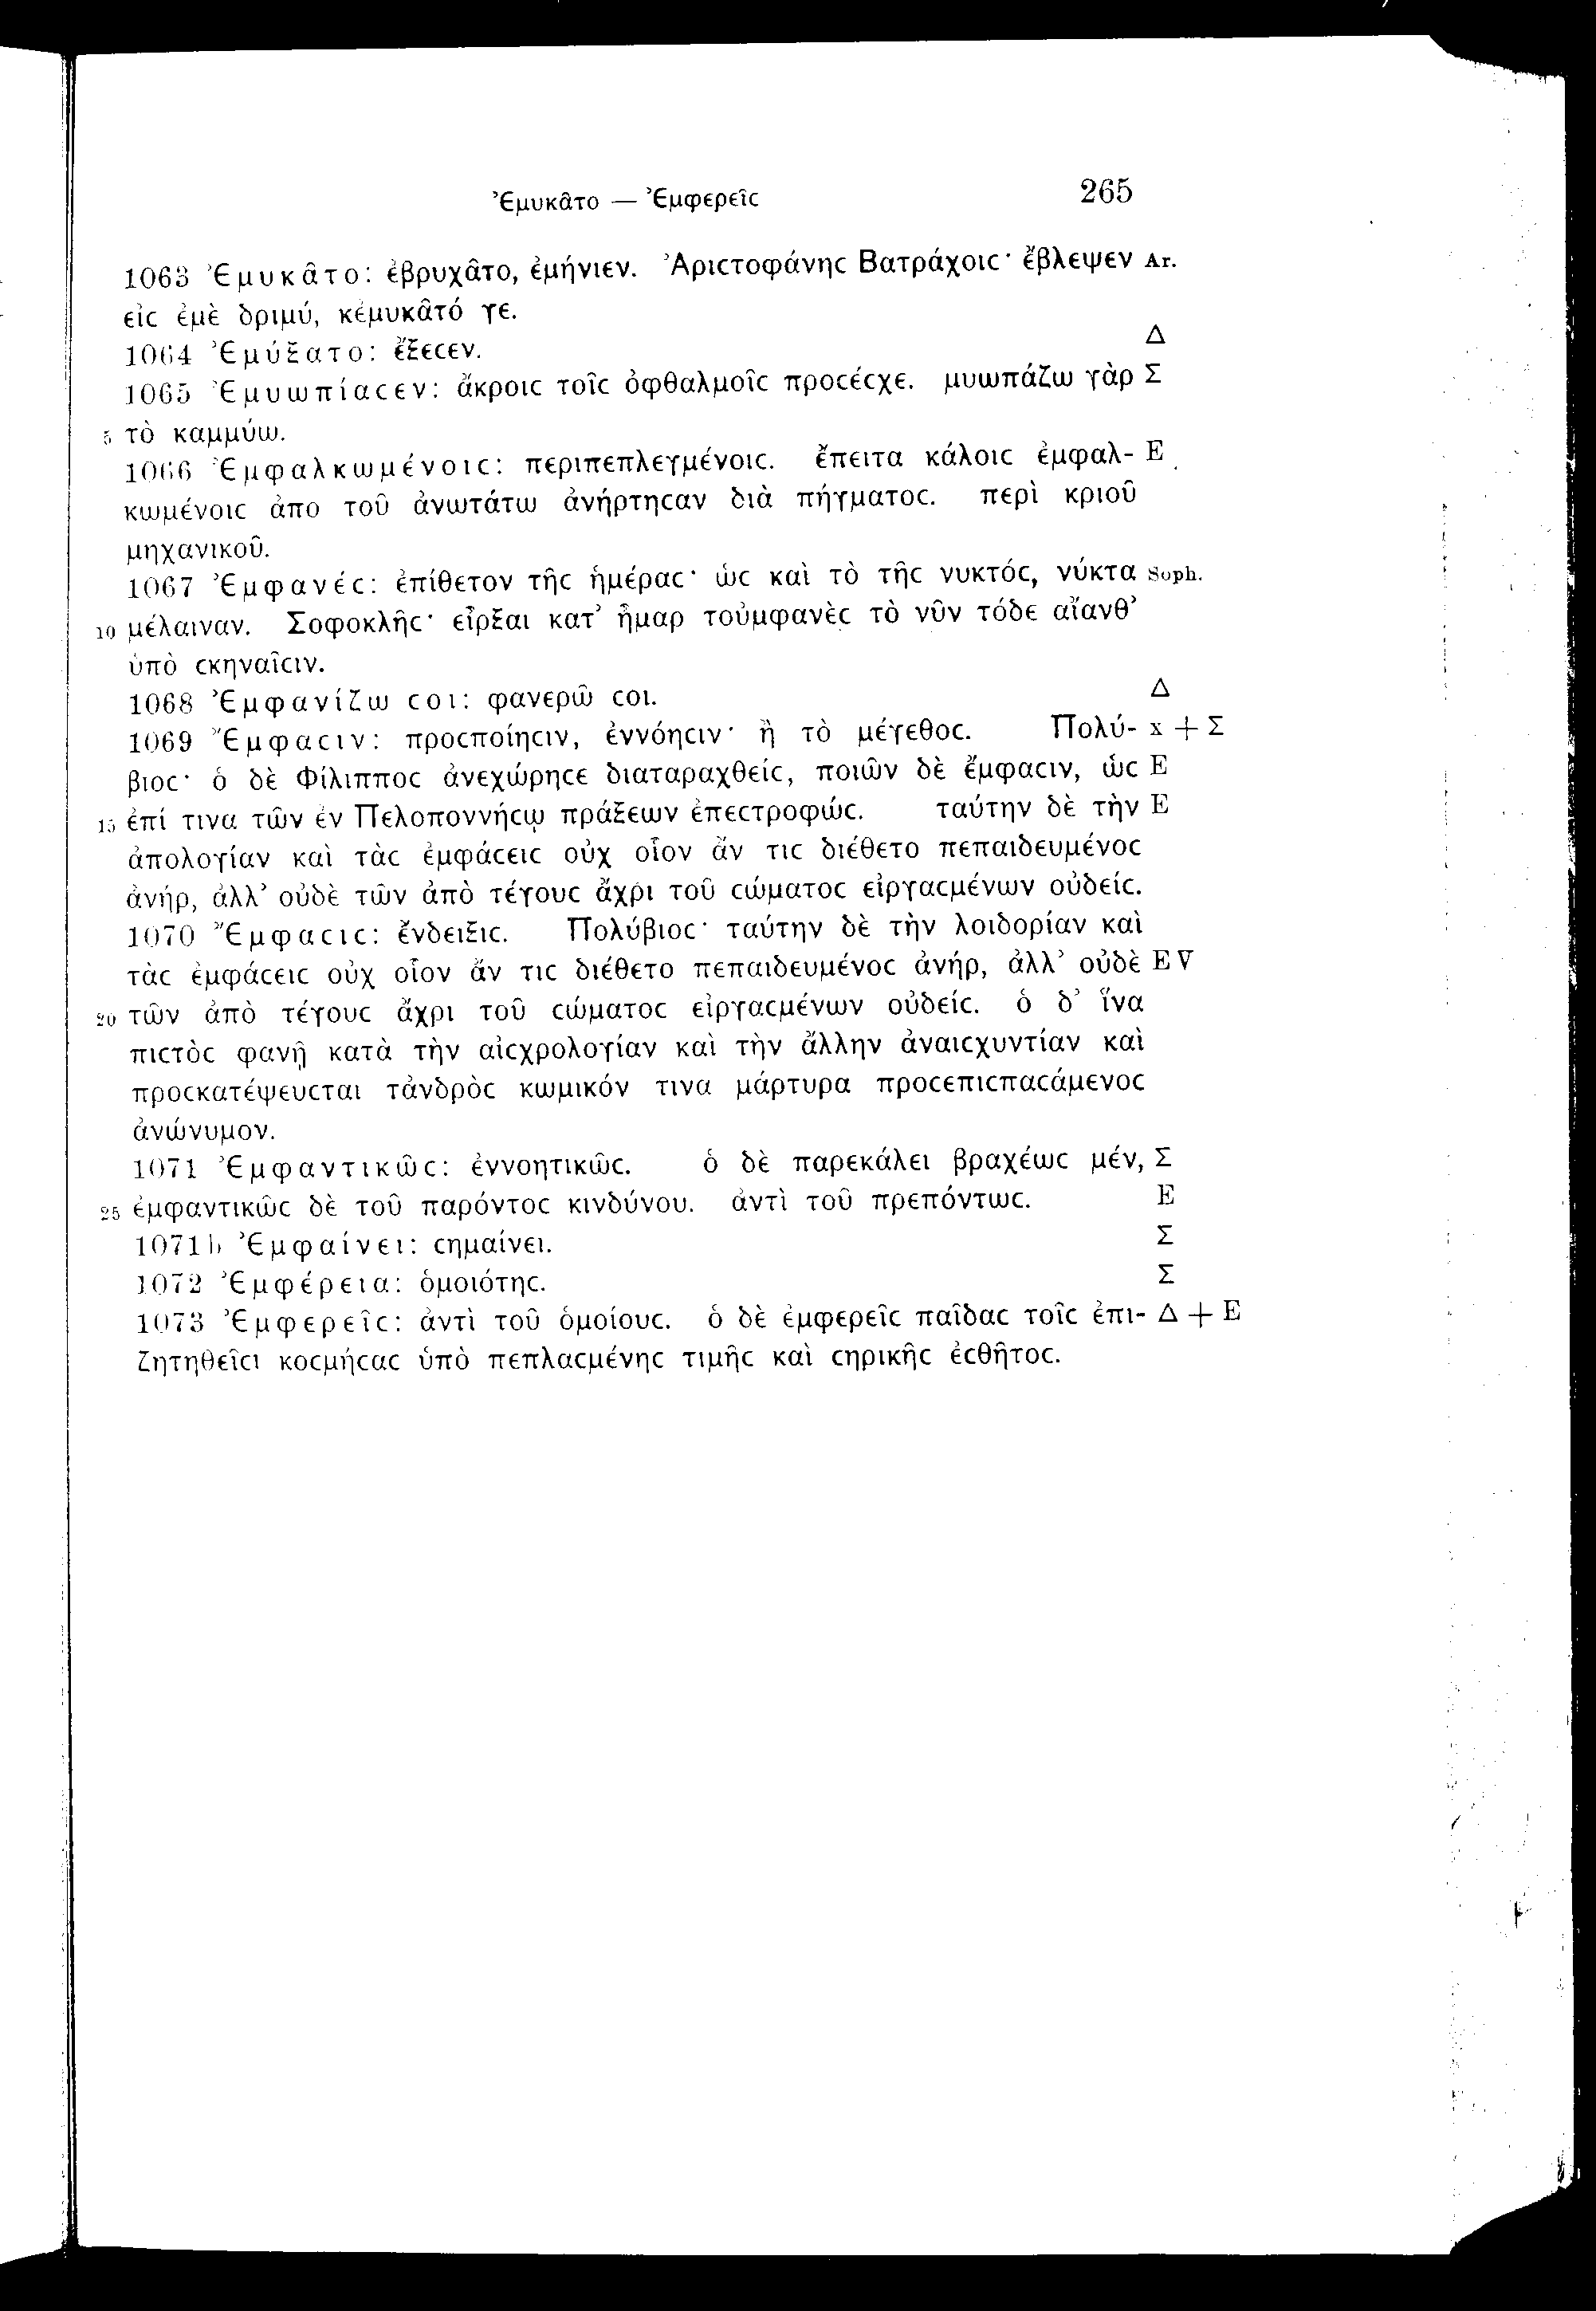 Ἐμυκᾶτο — Ἐμφερεῖϲ 265
1063 Ἐμυκᾶτο: ἐβρυχᾶτο, ἐμήνιεν. Ἀριϲτοφάνηϲ Βατράχοιϲ· ἔβλεψεν Ar.
εἰϲ ἐμὲ δριμύ, κἐμυκᾶτό γε.
1064 Ἐμύξατο: ἔξεϲεν. Δ
1065 Ἐμυωπίαϲεν: ἄκροιϲ τοῖϲ ὀφθαλμοῖϲ προϲέϲχε. μυωπάζω γὰρ Σ
5 τὸ καμμύω.
1066 Ἐμφαλκωμένοιϲ: περιπεπλεγμένοιϲ. ἔπειτα κάλοιϲ ἐμφαλ- E
κωμένοιϲ ἀπο τοῦ ἀνωτάτω ἀνήρτηϲαν διὰ πήγματοϲ. περὶ κριοῦ
μηχανικοῦ.
1067 Ἐμφανέϲ: ἐπίθετον τῆϲ ἡμέραϲ· ὡϲ καὶ τὸ τῆϲ νυκτόϲ, νύκτα Soph.
10 μέλαιναν. Σοφοκλῆϲ· εἶρξαι κατ’ ἦμαρ τοὐμφανὲϲ τὸ νῦν τόδε αἴανθ’
ὑπὸ ϲκηναῖϲιν.
1068 Ἐμφανίζω ϲοι: φανερῶ ϲοι. Δ
1069 Ἔμφαϲιν: προϲποίηϲιν, ἐννόηϲιν· ἢ τὸ μέγεθοϲ. Πολύ- x + Σ
βιοϲ· ὁ δὲ Φίλιπποϲ ἀνεχώρηϲε διαταραχθείϲ, ποιῶν δὲ ἔμφαϲιν, ὡϲ E
15 ἐπί τινα τῶν ἐν Πελοποννήϲῳ πράξεων ἐπεϲτροφώϲ. ταύτην δὲ τὴν E
ἀπολογίαν καὶ τὰϲ ἐμφάϲειϲ οὐχ οἷον ἄν τιϲ διέθετο πεπαιδευμένοϲ
ἀνήρ, ἀλλ’ οὐδὲ τῶν ἀπὸ τέγουϲ ἄχρι τοῦ ϲώματοϲ εἰργαϲμένων οὐδείϲ.
1070 Ἔμφαϲιϲ: ἔνδειξιϲ. Πολύβιοϲ· ταύτην δὲ τὴν λοιδορίαν καὶ
τὰϲ ἐμφάϲειϲ οὐχ οἷον ἄν τιϲ διέθετο πεπαιδευμένοϲ ἀνήρ, ἀλλ’ οὐδὲ E V
20 τῶν ἀπὸ τέγουϲ ἄχρι τοῦ ϲώματοϲ εἰργαϲμένων οὐδείϲ. ὁ δ’ ἵνα
πιϲτὸϲ φανῇ κατὰ τὴν αἰϲχρολογίαν καὶ τὴν ἄλλην ἀναιϲχυντίαν καὶ
προϲκατέψευϲται τἀνδρὸϲ κωμικόν τινα μάρτυρα προϲεπιϲπαϲάμενοϲ
ἀνώνυμον.
1071 Ἐμφαντικῶϲ: ἐννοητικῶϲ. ὁ δὲ παρεκάλει βραχέωϲ μέν, Σ
25 ἐμφαντικῶϲ δὲ τοῦ παρόντοϲ κινδύνου. ἀντὶ τοῦ πρεπόντωϲ. E
1071b Ἐμφαίνει: ϲημαίνει. Σ
1072 Ἐμφέρεια: ὁμοιότηϲ. Σ
1073 Ἐμφερεῖϲ: ἀντὶ τοῦ ὁμοίουϲ. ὁ δὲ ἐμφερεῖϲ παῖδαϲ τοῖϲ ἐπι- Δ + E
ζητηθεῖϲι κοϲμήϲαϲ ὑπὸ πεπλαϲμένηϲ τιμῆϲ καὶ ϲηρικῆϲ ἐϲθῆτοϲ.